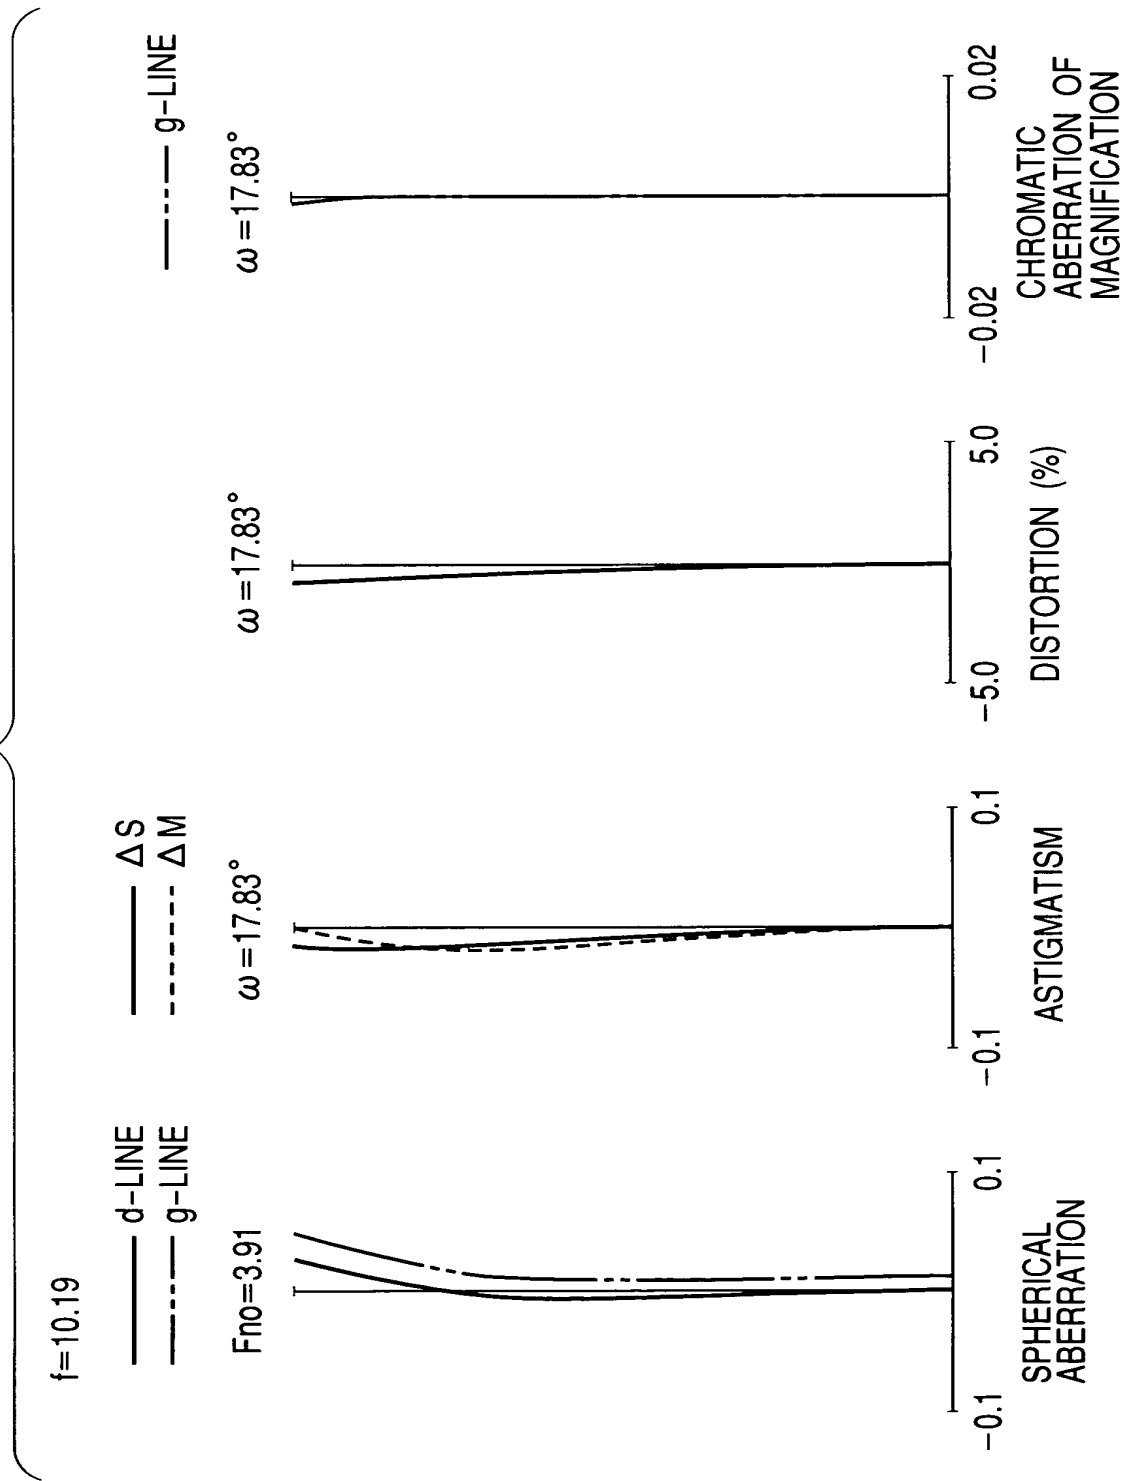 f=10.19
d-LINE
g-LINE
Fno=3.91
-0.1
0.1
SPHERICAL
ABERRATION
ΔS
ΔM
ω=17.83°
-0.1
0.1
ASTIGMATISM
ω=17.83°
-5.0
5.0
DISTORTION (%)
g-LINE
ω=17.83°
-0.02
0.02
CHROMATIC
ABERRATION OF
MAGNIFICATION